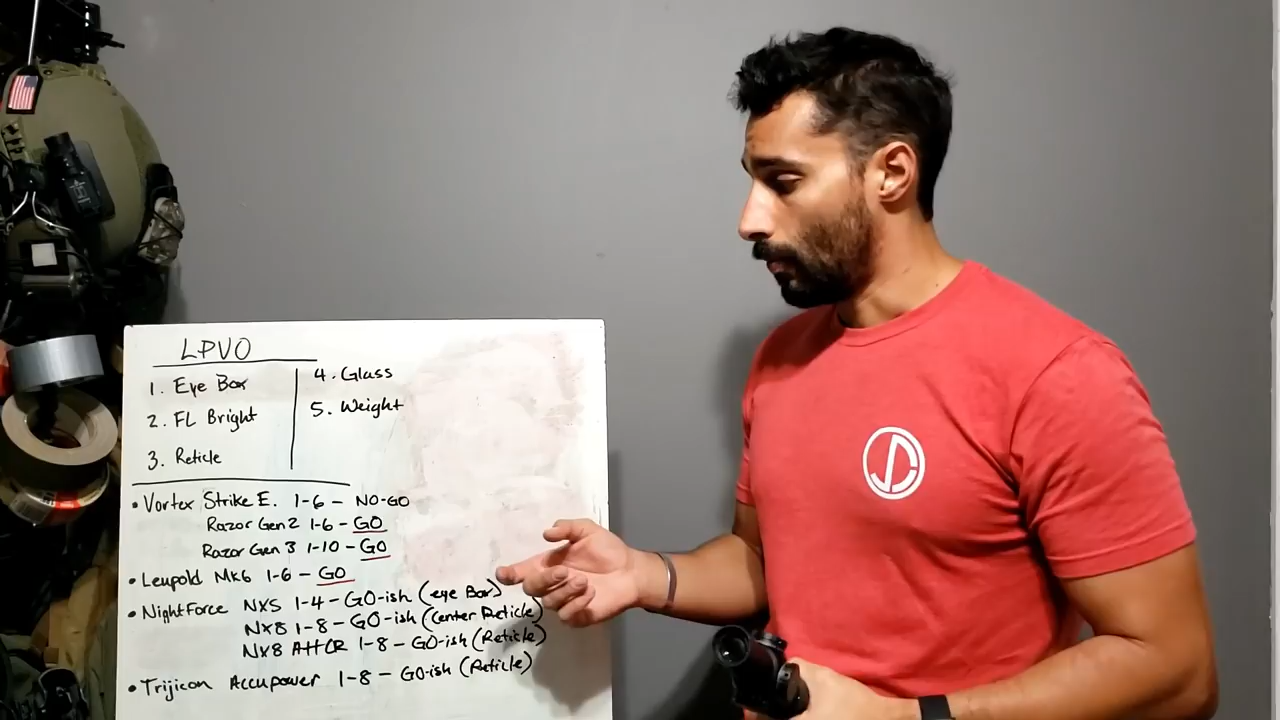 LPVO
1. Eye Box
2. FL Bright
3. Reticle
4. Glass
5. Weight
• Vortex Strike E. 1-6 - NO-GO
Razor Gen 2 1-6 - GO
Razor Gen 3 1-10 - GO
• Leupold MK6 1-6 - GO
• NightForce NXS 1-4 - GO-ish (eye Box)
NX8 1-8 - GO-ish (center Reticle)
NX8 ATTCR 1-8 - GO-ish (Reticle)
• Trijicon Accupower 1-8 - GO-ish (Reticle)